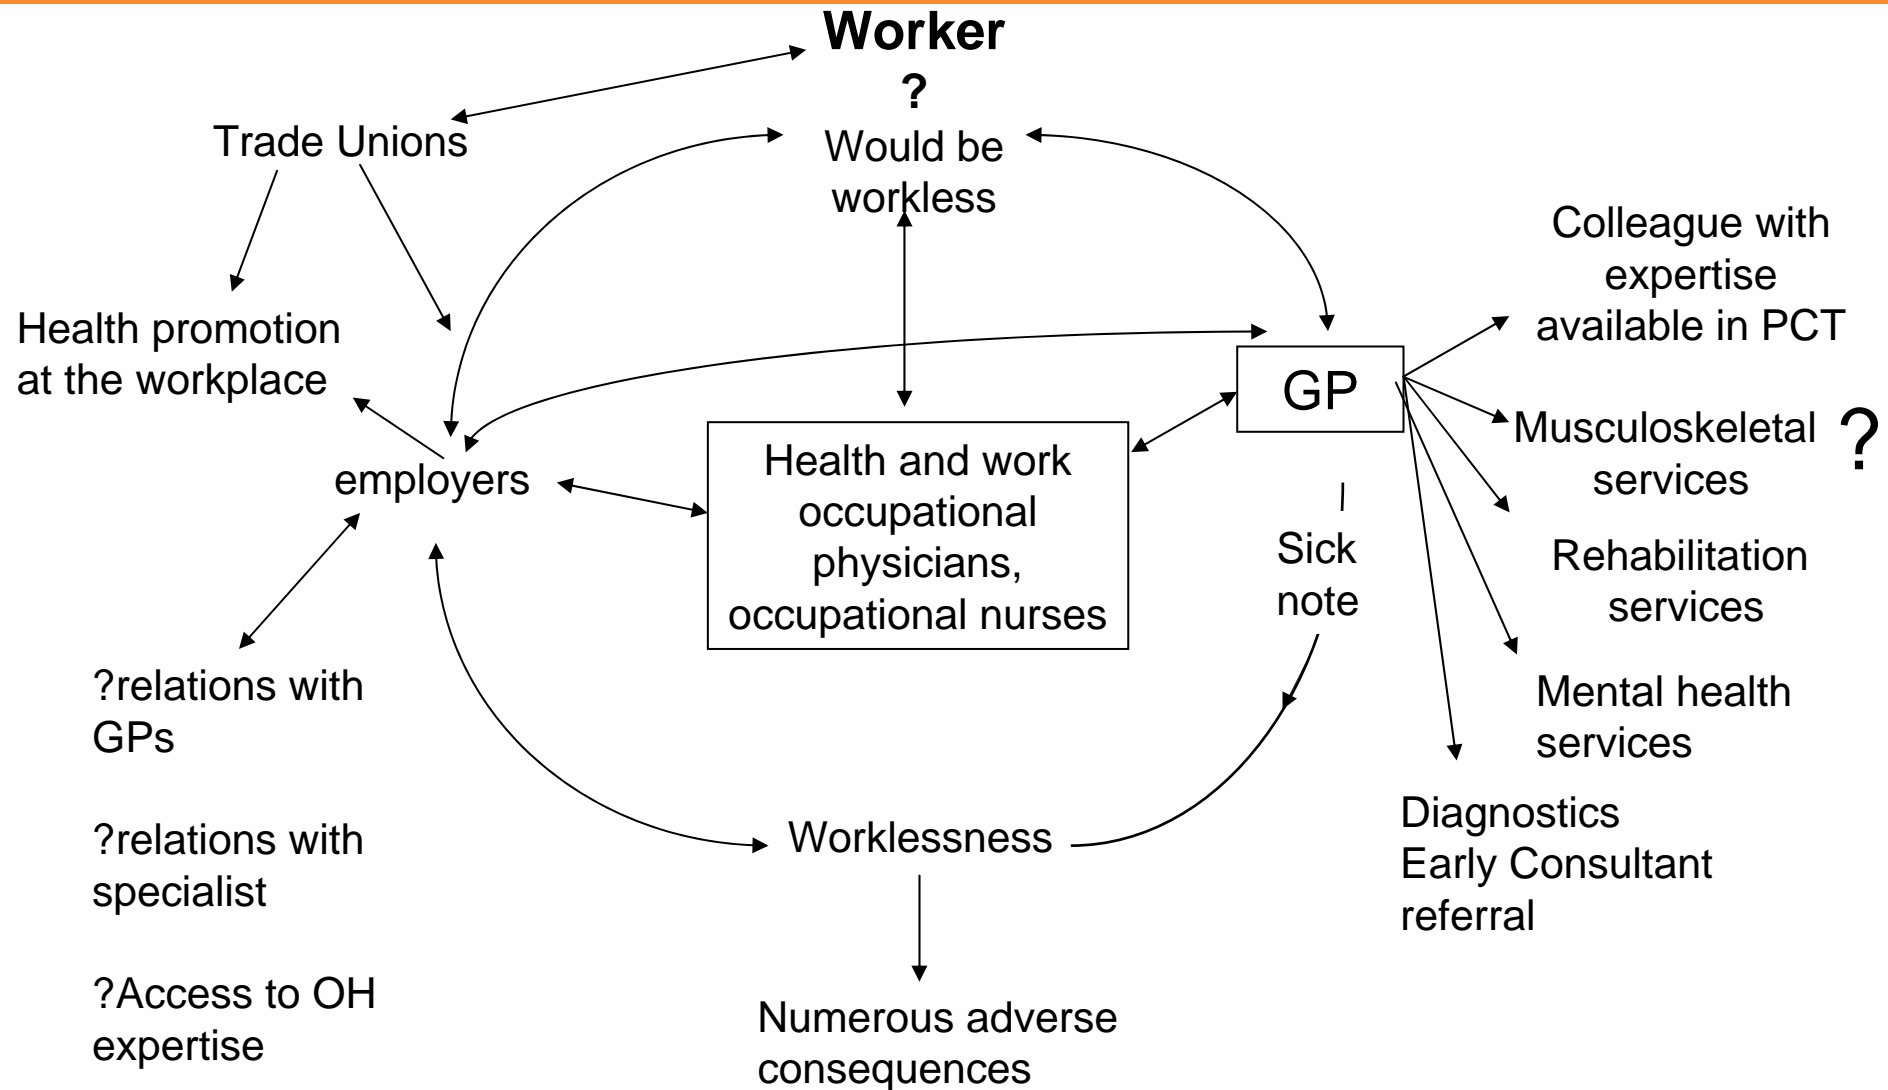 Worker
?
Would be
workless
Trade Unions
Health promotion
at the workplace
employers
Health and work
occupational
physicians,
occupational nurses
GP
Colleague with
expertise
available in PCT
Musculoskeletal
services
?
Rehabilitation
services
Mental health
services
Diagnostics
Early Consultant
referral
Sick
note
?relations with
GPs
?relations with
specialist
?Access to OH
expertise
Worklessness
Numerous adverse
consequences